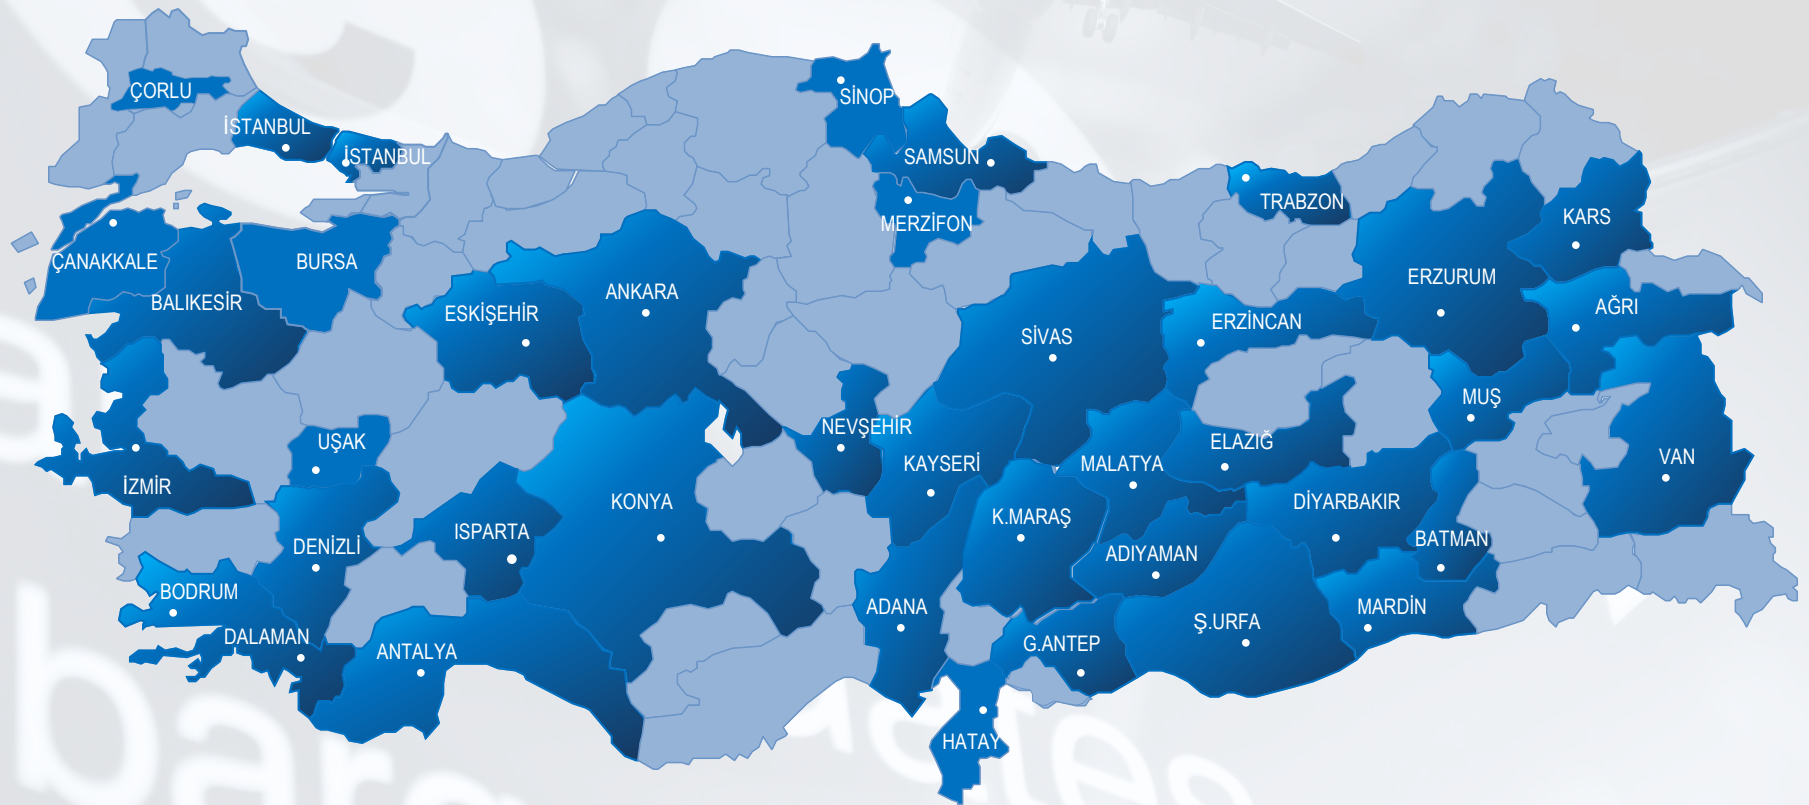 ÇORLU
SİNOP
İSTANBUL
İSTANBUL
SAMSUN
TRABZON
KARS
MERZİFON
ÇANAKKALE
BURSA
BALIKESİR
ANKARA
ERZURUM
AĞRI
ESKİŞEHİR
ERZİNCAN
SİVAS
MUŞ
NEVŞEHİR
UŞAK
ELAZIĞ
VAN
KAYSERİ
MALATYA
İZMİR
KONYA
DİYARBAKIR
K.MARAŞ
ISPARTA
BATMAN
DENİZLİ
ADIYAMAN
BODRUM
ADANA
MARDİN
Ş.URFA
DALAMAN
G.ANTEP
ANTALYA
HATAY